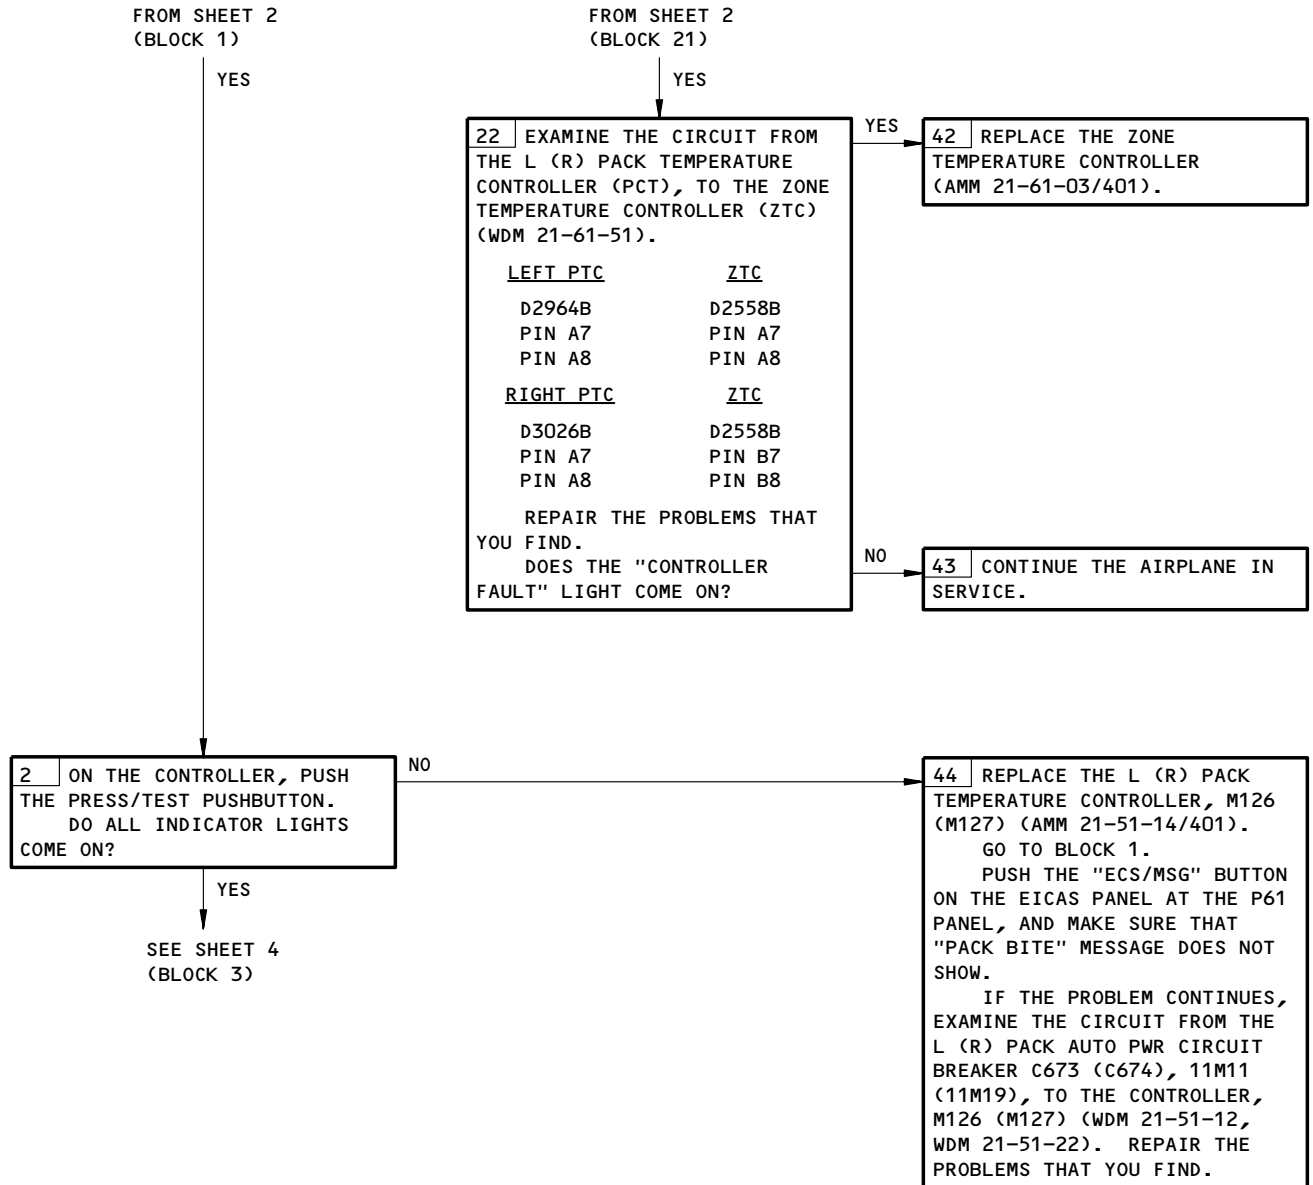 FROM SHEET 2
(BLOCK 1)
YES
FROM SHEET 2
(BLOCK 21)
YES
22 EXAMINE THE CIRCUIT FROM
THE L (R) PACK TEMPERATURE
CONTROLLER (PCT), TO THE ZONE
TEMPERATURE CONTROLLER (ZTC)
(WDM 21-61-51).
LEFT PTC ZTC
D2964B D2558B
PIN A7 PIN A7
PIN A8 PIN A8
RIGHT PTC ZTC
D3026B D2558B
PIN A7 PIN B7
PIN A8 PIN B8
REPAIR THE PROBLEMS THAT
YOU FIND.
DOES THE "CONTROLLER
FAULT" LIGHT COME ON?
YES
42 REPLACE THE ZONE
TEMPERATURE CONTROLLER
(AMM 21-61-03/401).
NO
43 CONTINUE THE AIRPLANE IN
SERVICE.
2 ON THE CONTROLLER, PUSH
THE PRESS/TEST PUSHBUTTON.
DO ALL INDICATOR LIGHTS
COME ON?
NO
YES
SEE SHEET 4
(BLOCK 3)
44 REPLACE THE L (R) PACK
TEMPERATURE CONTROLLER, M126
(M127) (AMM 21-51-14/401).
GO TO BLOCK 1.
PUSH THE "ECS/MSG" BUTTON
ON THE EICAS PANEL AT THE P61
PANEL, AND MAKE SURE THAT
"PACK BITE" MESSAGE DOES NOT
SHOW.
IF THE PROBLEM CONTINUES,
EXAMINE THE CIRCUIT FROM THE
L (R) PACK AUTO PWR CIRCUIT
BREAKER C673 (C674), 11M11
(11M19), TO THE CONTROLLER,
M126 (M127) (WDM 21-51-12,
WDM 21-51-22). REPAIR THE
PROBLEMS THAT YOU FIND.